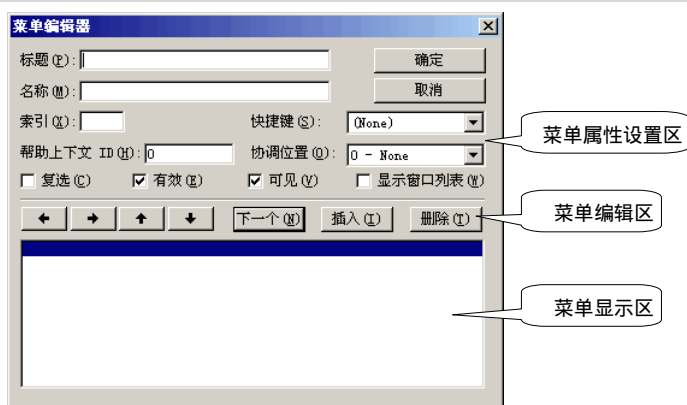 菜单编辑器
标题(P):
确定
名称(M):
取消
索引(X):
快捷键(S):
(None)
菜单属性设置区
帮助上下文 ID(H):
0
协调位置(O):
0 - None
复选(C)
有效(E)
可见(V)
显示窗口列表(W)
下一个(N)
插入(I)
删除(T)
菜单编辑区
菜单显示区